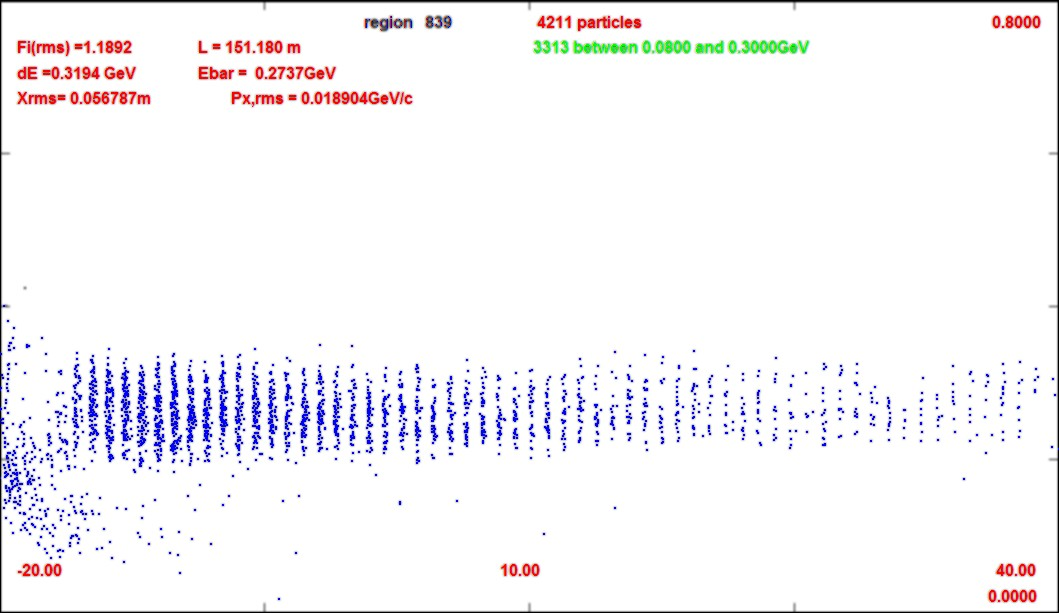 region 839 4211 particles 0.8000
Fi(rms) =1.1892 L = 151.180 m 3313 between 0.0800 and 0.3000GeV
dE =0.3194 GeV Ebar = 0.2737GeV
Xrms= 0.056787m Px,rms = 0.018904GeV/c
-20.00 10.00 40.00
0.0000